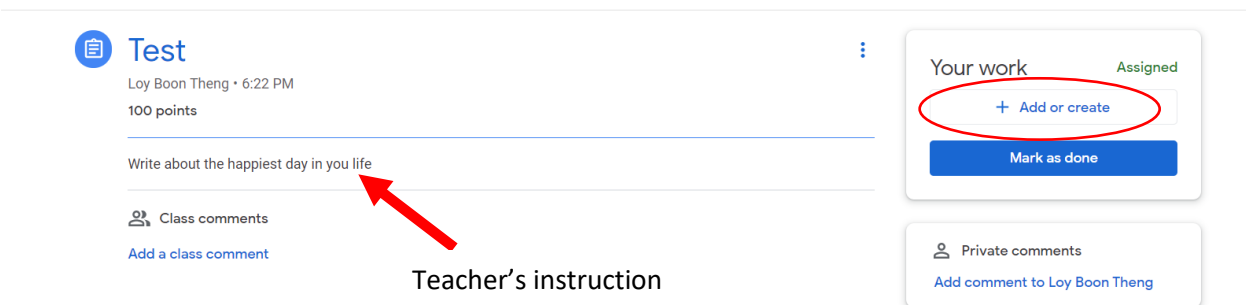 Test
Loy Boon Theng • 6:22 PM
100 points
Write about the happiest day in you life
Class comments
Add a class comment
Teacher's instruction
Your work
Assigned
+ Add or create
Mark as done
Private comments
Add comment to Loy Boon Theng